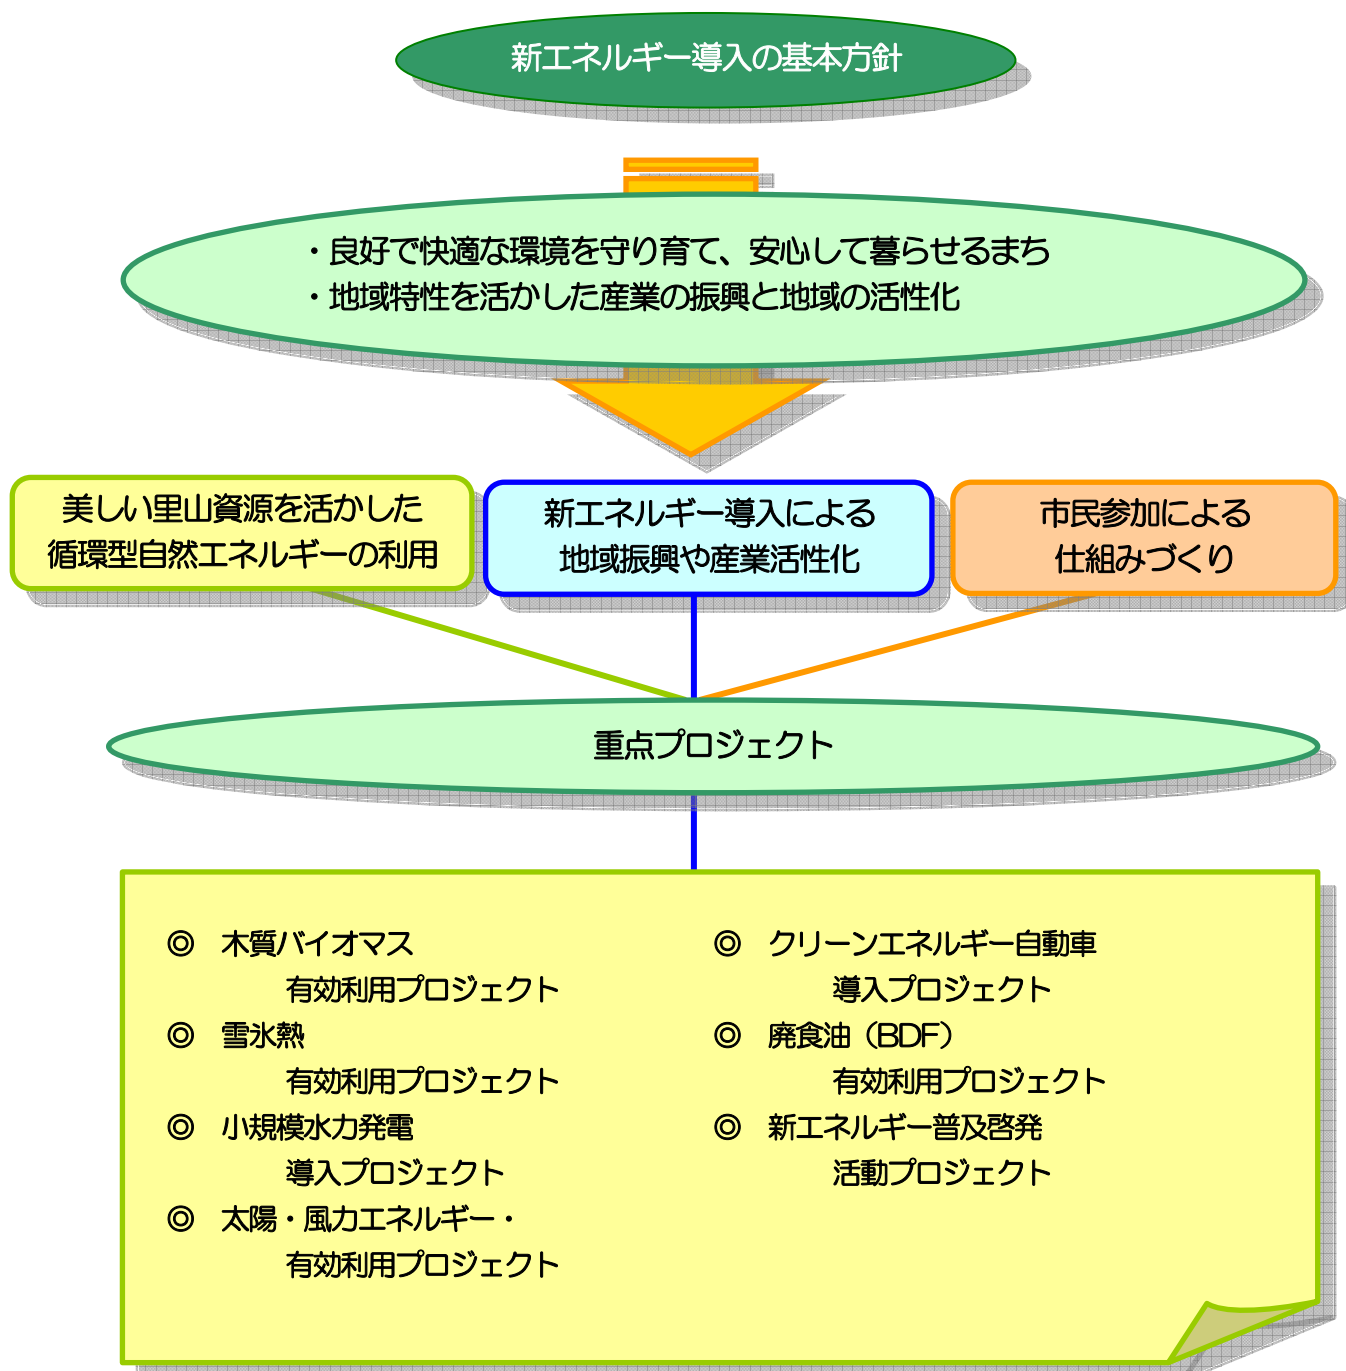 新エネルギー導入の基本方針
・良好で快適な環境を守り育て、安心して暮らせるまち
・地域特性を活かした産業の振興と地域の活性化
美しい里山資源を活かした
循環型自然エネルギーの利用
新エネルギー導入による
地域振興や産業活性化
市民参加による
仕組みづくり
重点プロジェクト
◎ 木質バイオマス
有効利用プロジェクト
◎ 雪氷熱
有効利用プロジェクト
◎ 小規模水力発電
導入プロジェクト
◎ 太陽・風力エネルギー・
有効利用プロジェクト
◎ クリーンエネルギー自動車
導入プロジェクト
◎ 廃食油（BDF）
有効利用プロジェクト
◎ 新エネルギー普及啓発
活動プロジェクト